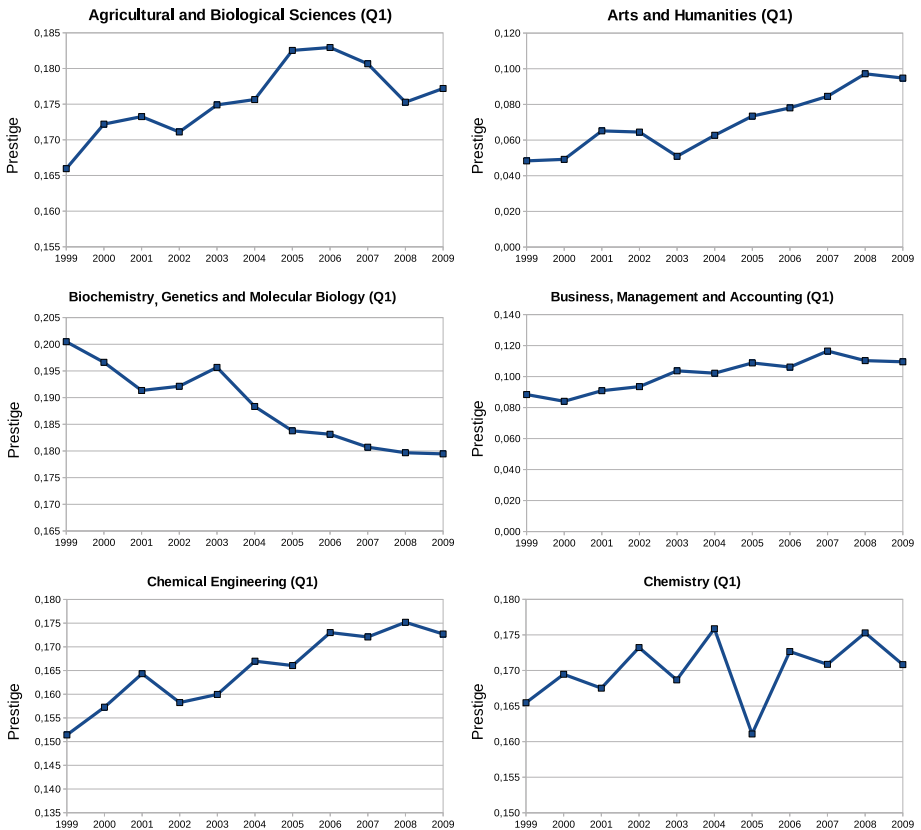 Agricultural and Biological Sciences (Q1)
Prestige
0,185
0,180
0,175
0,170
0,165
0,160
0,155
1999 2000 2001 2002 2003 2004 2005 2006 2007 2008 2009
Arts and Humanities (Q1)
Prestige
0,120
0,100
0,080
0,060
0,040
0,020
0,000
1999 2000 2001 2002 2003 2004 2005 2006 2007 2008 2009
Biochemistry, Genetics and Molecular Biology (Q1)
Prestige
0,205
0,200
0,195
0,190
0,185
0,180
0,175
0,170
0,165
1999 2000 2001 2002 2003 2004 2005 2006 2007 2008 2009
Business, Management and Accounting (Q1)
Prestige
0,140
0,120
0,100
0,080
0,060
0,040
0,020
0,000
1999 2000 2001 2002 2003 2004 2005 2006 2007 2008 2009
Chemical Engineering (Q1)
Prestige
0,180
0,175
0,170
0,165
0,160
0,155
0,150
0,145
0,140
0,135
1999 2000 2001 2002 2003 2004 2005 2006 2007 2008 2009
Chemistry (Q1)
Prestige
0,180
0,175
0,170
0,165
0,160
0,155
0,150
1999 2000 2001 2002 2003 2004 2005 2006 2007 2008 2009